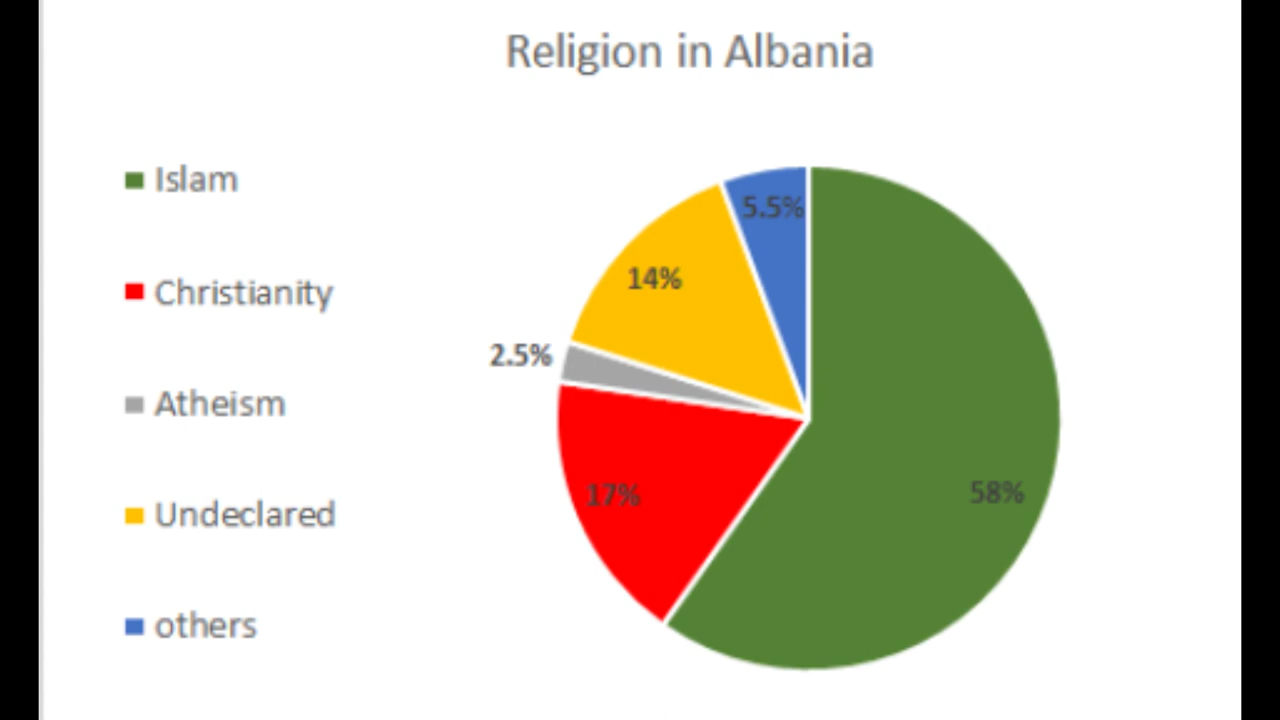 Religion in Albania
Islam
Christianity
Atheism
Undeclared
others
5.5%
14%
2.5%
17%
58%